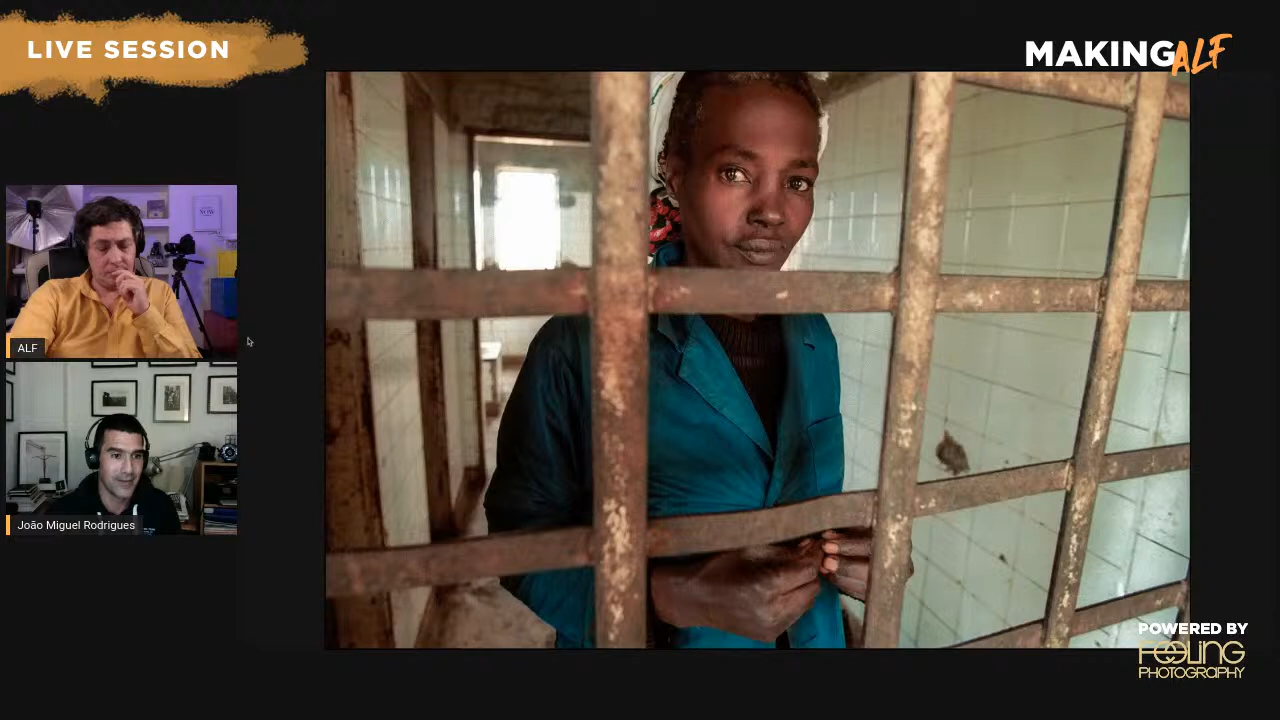 LIVE SESSION
MAKINGALF
ALF
João Miguel Rodrigues
POWERED BY
FEELING
PHOTOGRAPHY